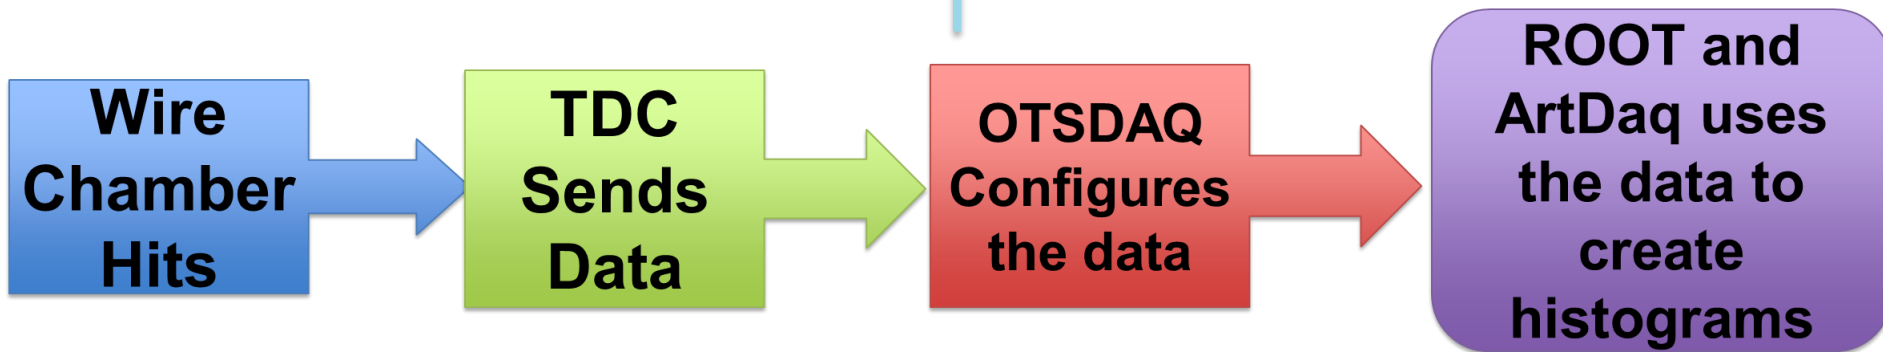 Wire
Chamber
Hits
TDC
Sends
Data
OTSDAQ
Configures
the data
ROOT and
ArtDaq uses
the data to
create
histograms